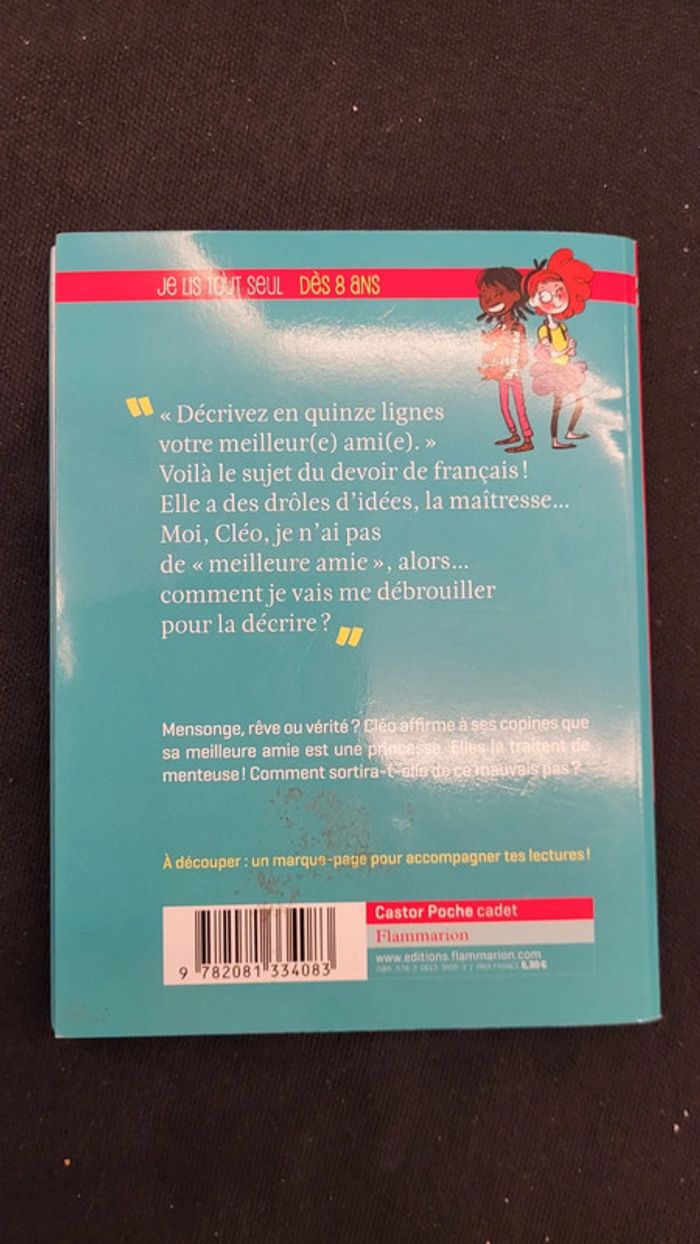 Je lis tout seul dès 8 ans
« Décrivez en quinze lignes
votre meilleur(e) ami(e). »
Voilà le sujet du devoir de français !
Elle a des drôles d’idées, la maîtresse...
Moi, Cléo, je n’ai pas
de « meilleure amie », alors...
comment je vais me débrouiller
pour la décrire ?
Mensonge, rêve ou vérité ? Cléo affirme à ses copines que
sa meilleure amie est une princesse. Elles la traitent de
menteuse ! Comment sortira-t-elle de ce mauvais pas ?
À découper : un marque-page pour accompagner tes lectures !
Castor Poche cadet
Flammarion
www.editions.flammarion.com
9 782081 334083